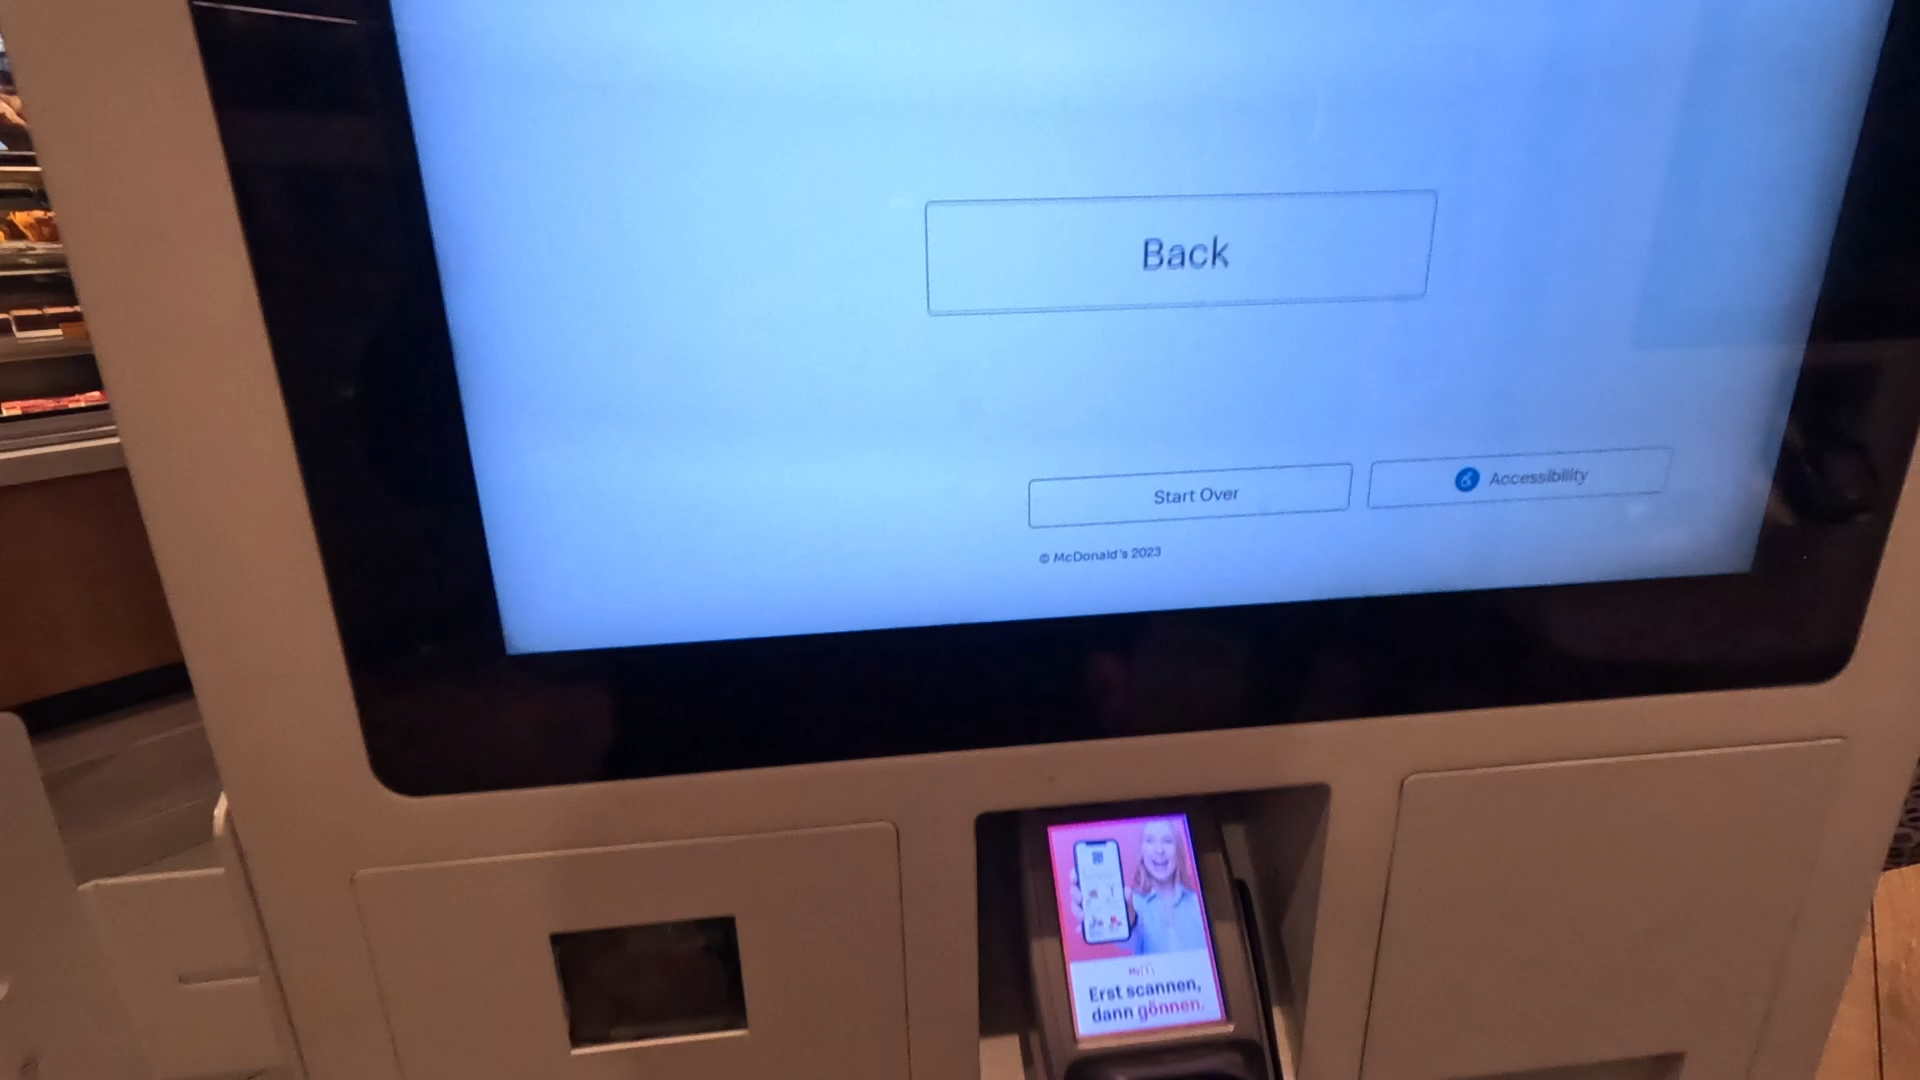 Back
Start Over
Accessibility
© McDonald's 2023
Erst scannen,
dann gönnen.